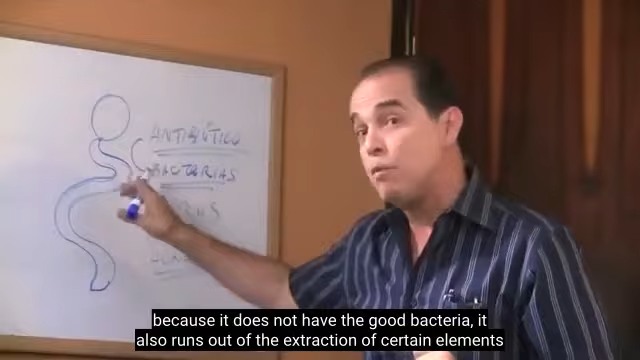 ANTIBIÓTICO
BACTERIAS
because it does not have the good bacteria, it
also runs out of the extraction of certain elements